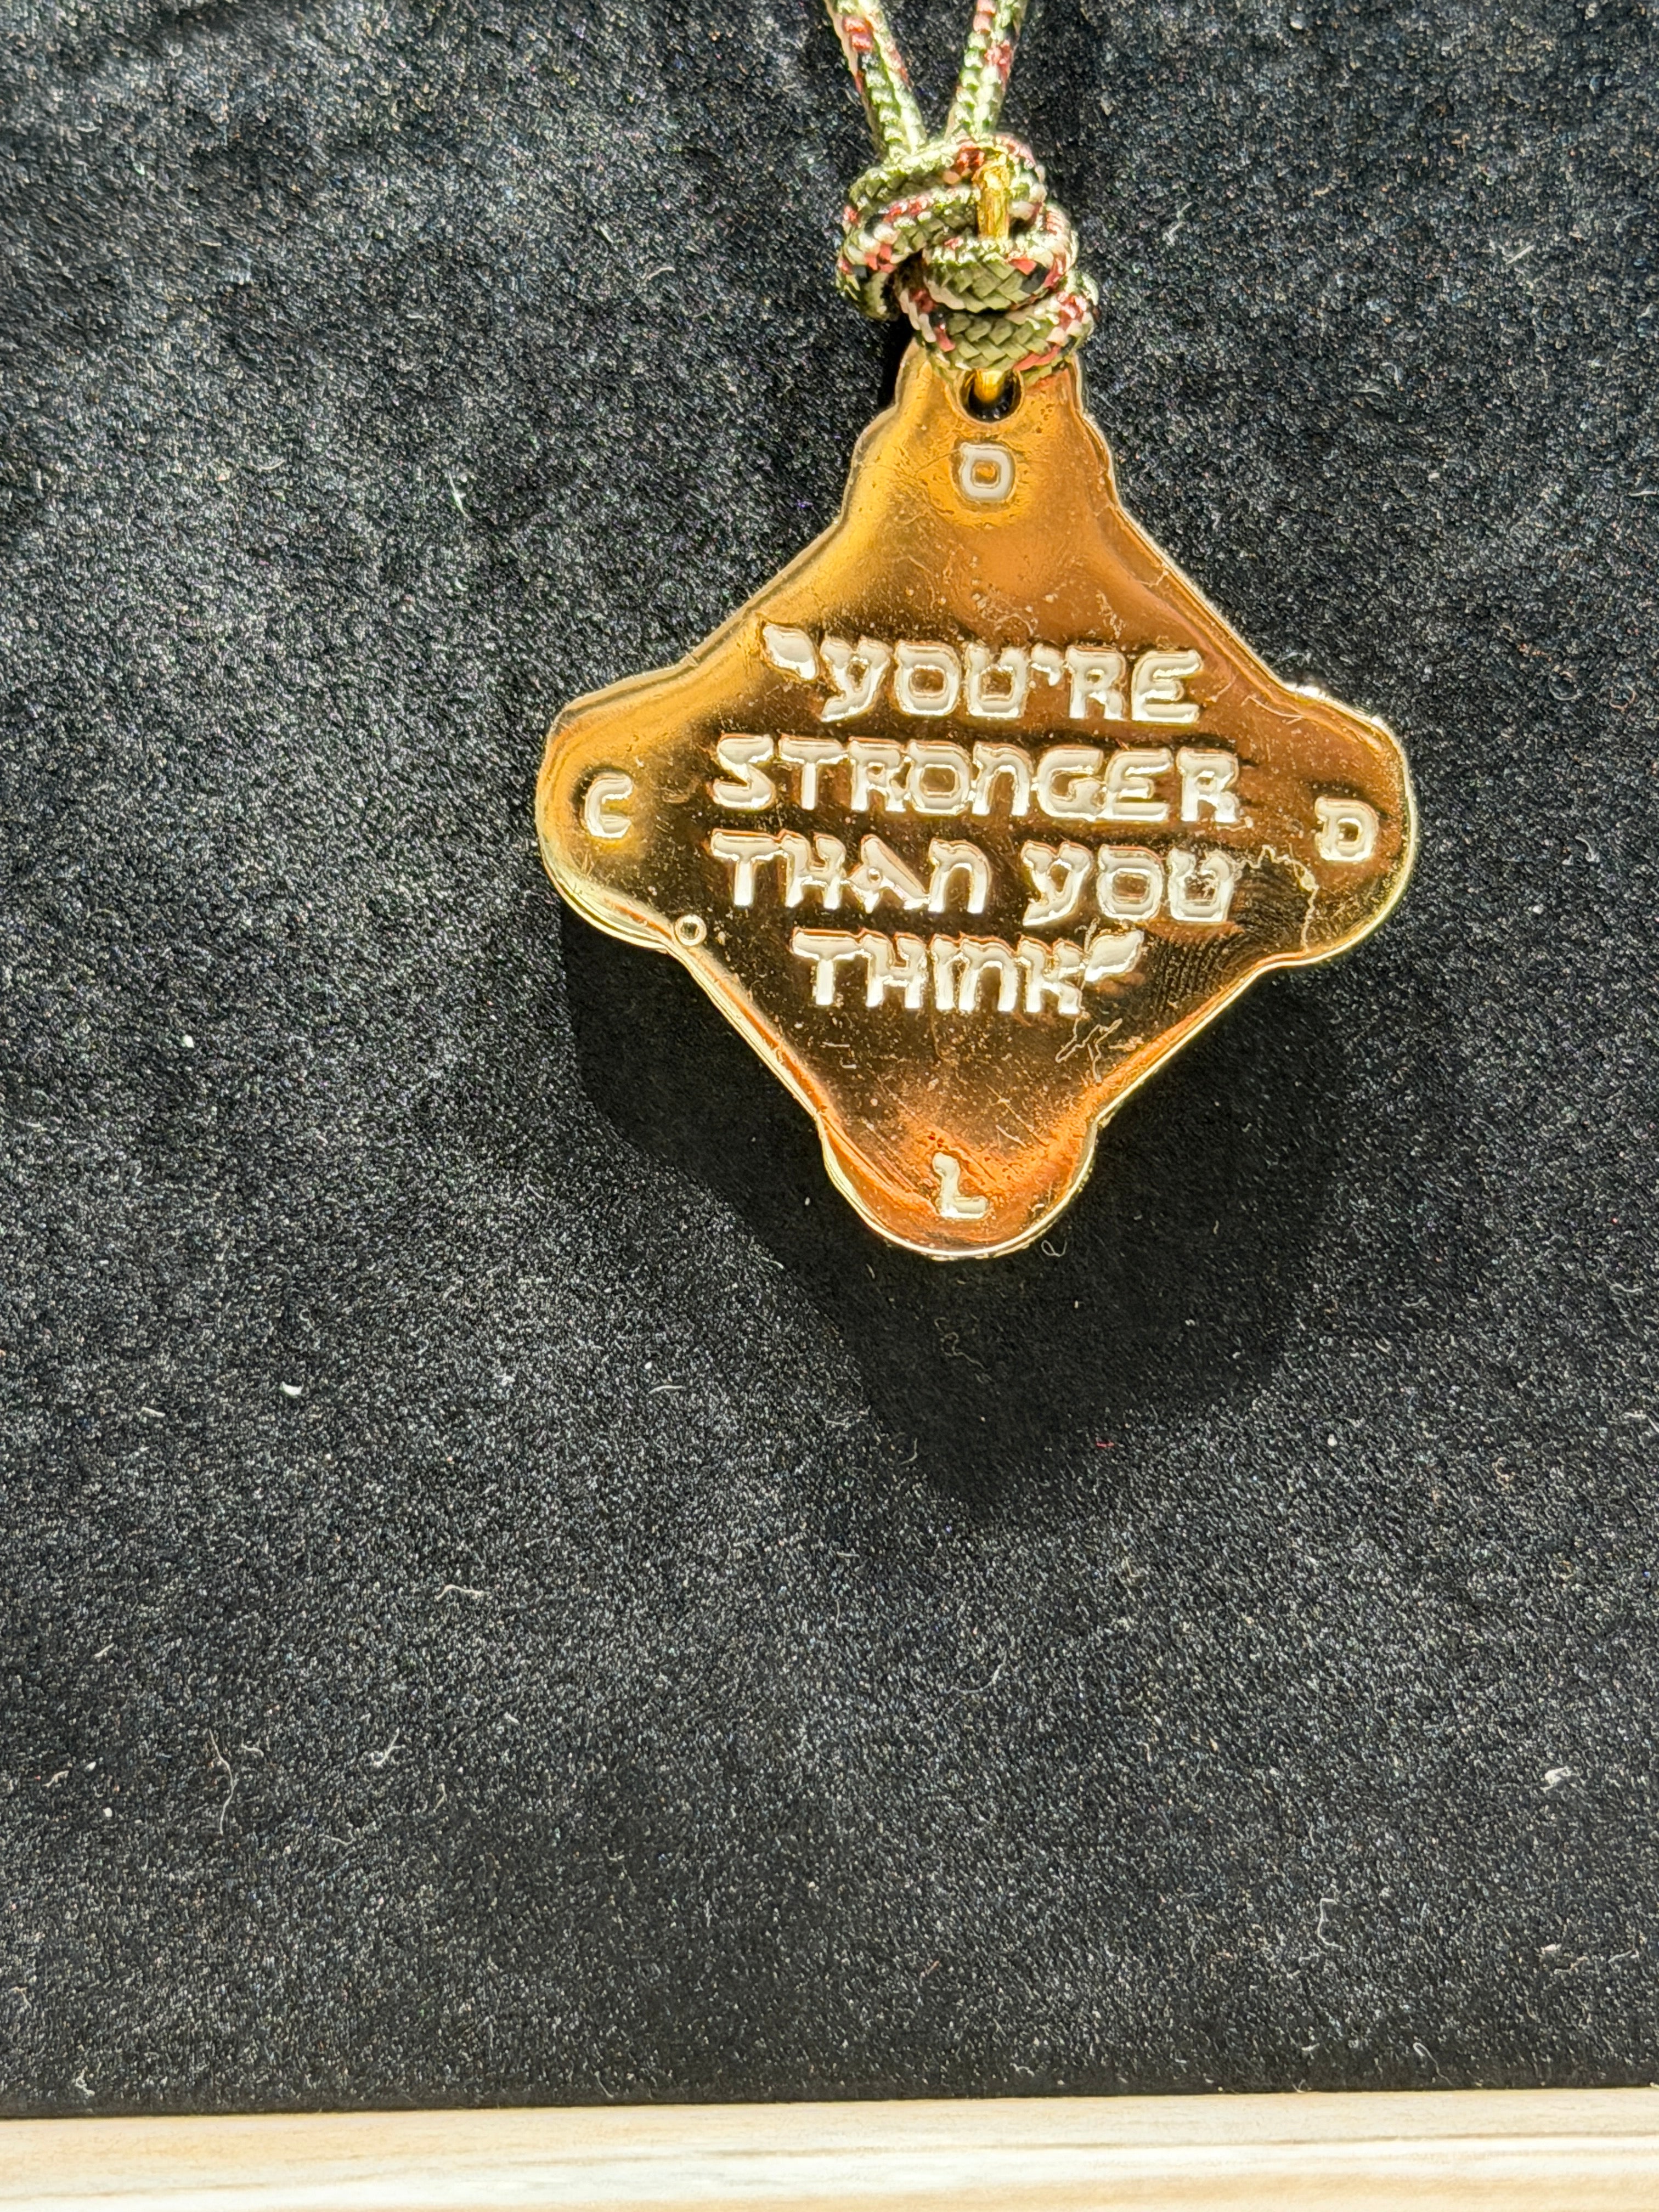 O
"YOU'RE
STRONGER
C THAN YOU D
THINK"
L